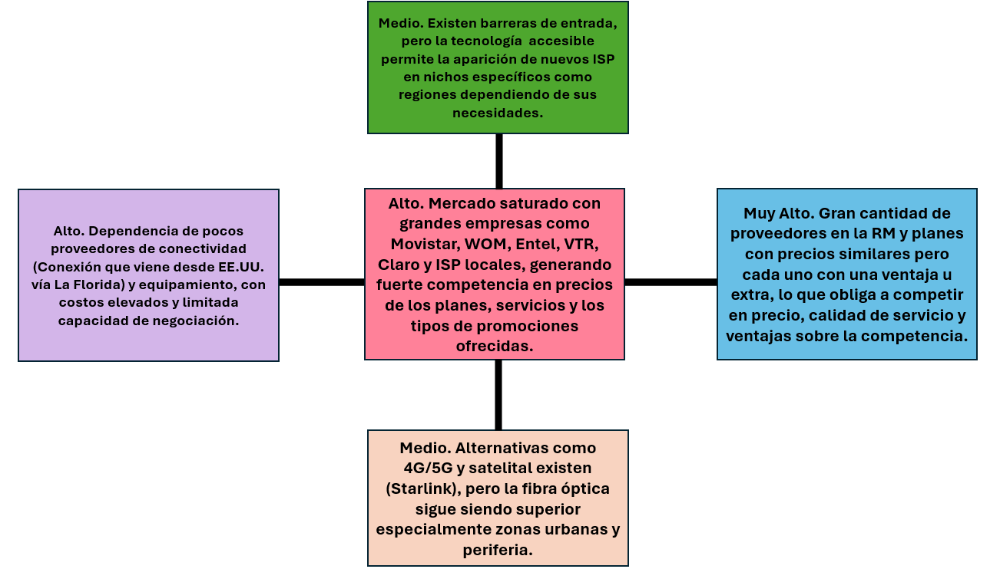 Medio. Existen barreras de entrada,
pero la tecnología  accesible
permite la aparición de nuevos ISP
en nichos específicos como
regiones dependiendo de sus
necesidades.
Alto. Dependencia de pocos
proveedores de conectividad
(Conexión que viene desde EE.UU.
vía La Florida) y equipamiento, con
costos elevados y limitada
capacidad de negociación.
Alto. Mercado saturado con
grandes empresas como
Movistar, WOM, Entel, VTR,
Claro y ISP locales, generando
fuerte competencia en precios
de los planes, servicios y los
tipos de promociones
ofrecidas.
Muy Alto. Gran cantidad de
proveedores en la RM y planes
con precios similares pero
cada uno con una ventaja u
extra, lo que obliga a competir
en precio, calidad de servicio y
ventajas sobre la competencia.
Medio. Alternativas como
4G/5G y satelital existen
(Starlink), pero la fibra óptica
sigue siendo superior
especialmente zonas urbanas y
periferia.